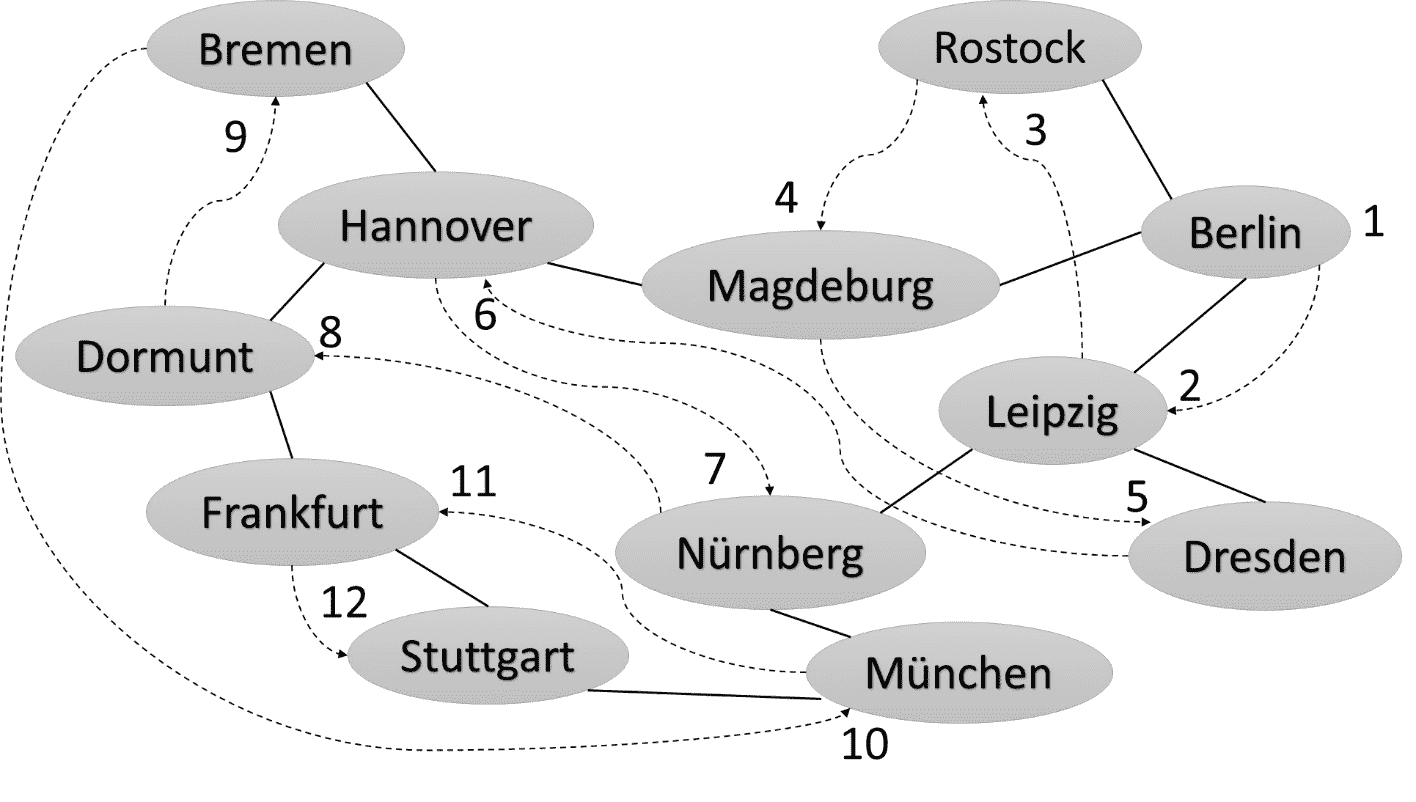 Bremen
Rostock
9
3
4
Hannover
Berlin
1
Magdeburg
6
8
Dormunt
2
Leipzig
11
7
5
Frankfurt
Nürnberg
Dresden
12
Stuttgart
München
10